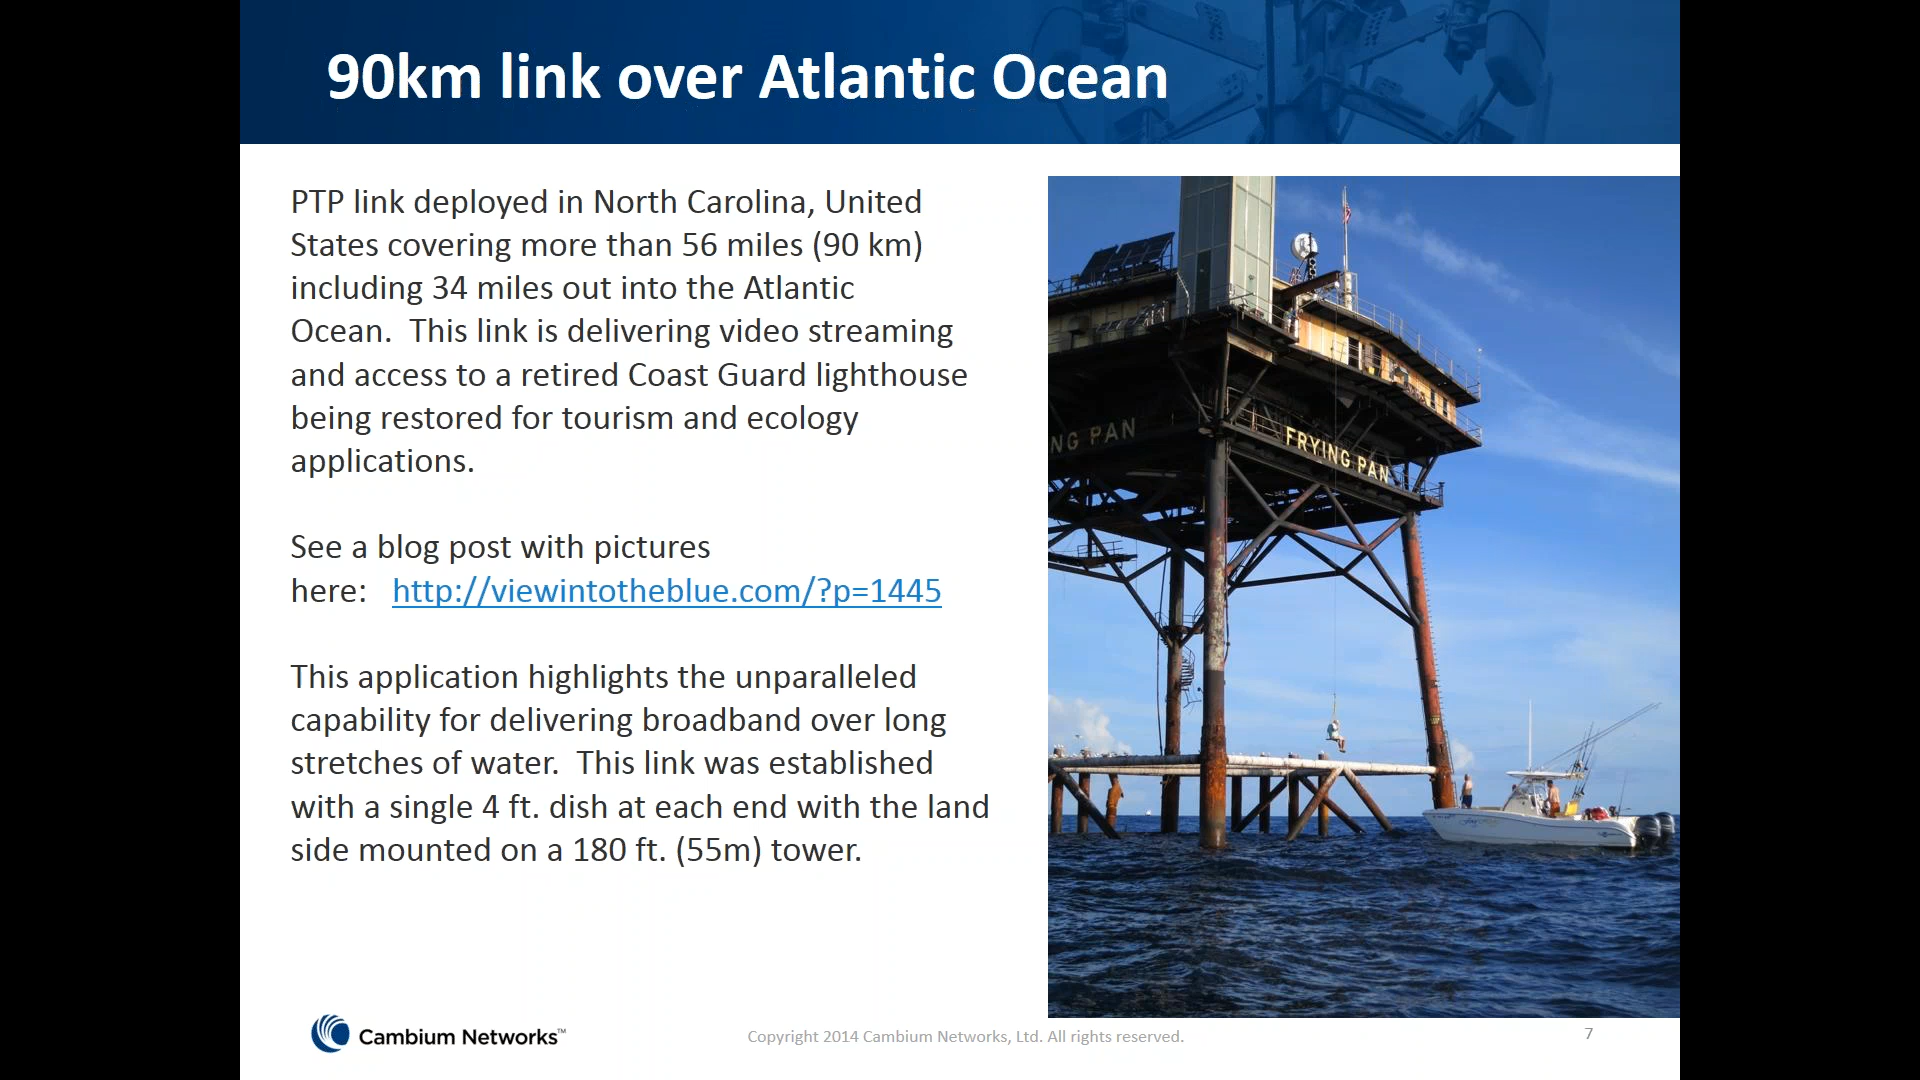 90km link over Atlantic Ocean
PTP link deployed in North Carolina, United
States covering more than 56 miles (90 km)
including 34 miles out into the Atlantic
Ocean.  This link is delivering video streaming
and access to a retired Coast Guard lighthouse
being restored for tourism and ecology
applications.
See a blog post with pictures
here:   http://viewintotheblue.com/?p=1445
This application highlights the unparalleled
capability for delivering broadband over long
stretches of water.  This link was established
with a single 4 ft. dish at each end with the land
side mounted on a 180 ft. (55m) tower.
NG PAN
FRYING PAN
Cambium Networks™
Copyright 2014 Cambium Networks, Ltd. All rights reserved.
7